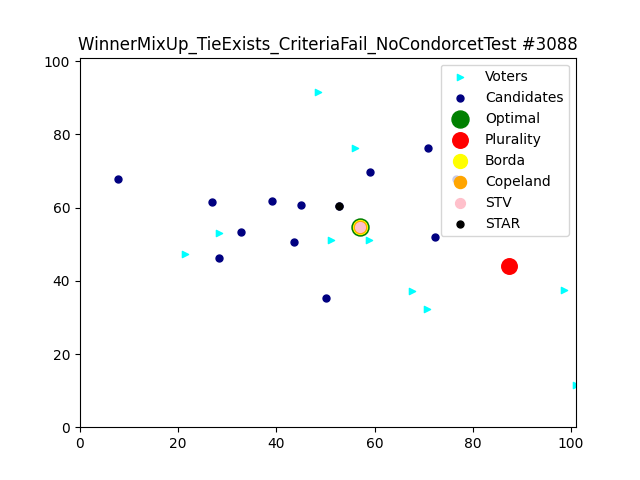 WinnerMixUp_TieExists_CriteriaFail_NoCondorcetTest #3088
100
80
60
40
20
0
0 20 40 60 80 100
Voters
Candidates
Optimal
Plurality
Borda
Copeland
STV
STAR